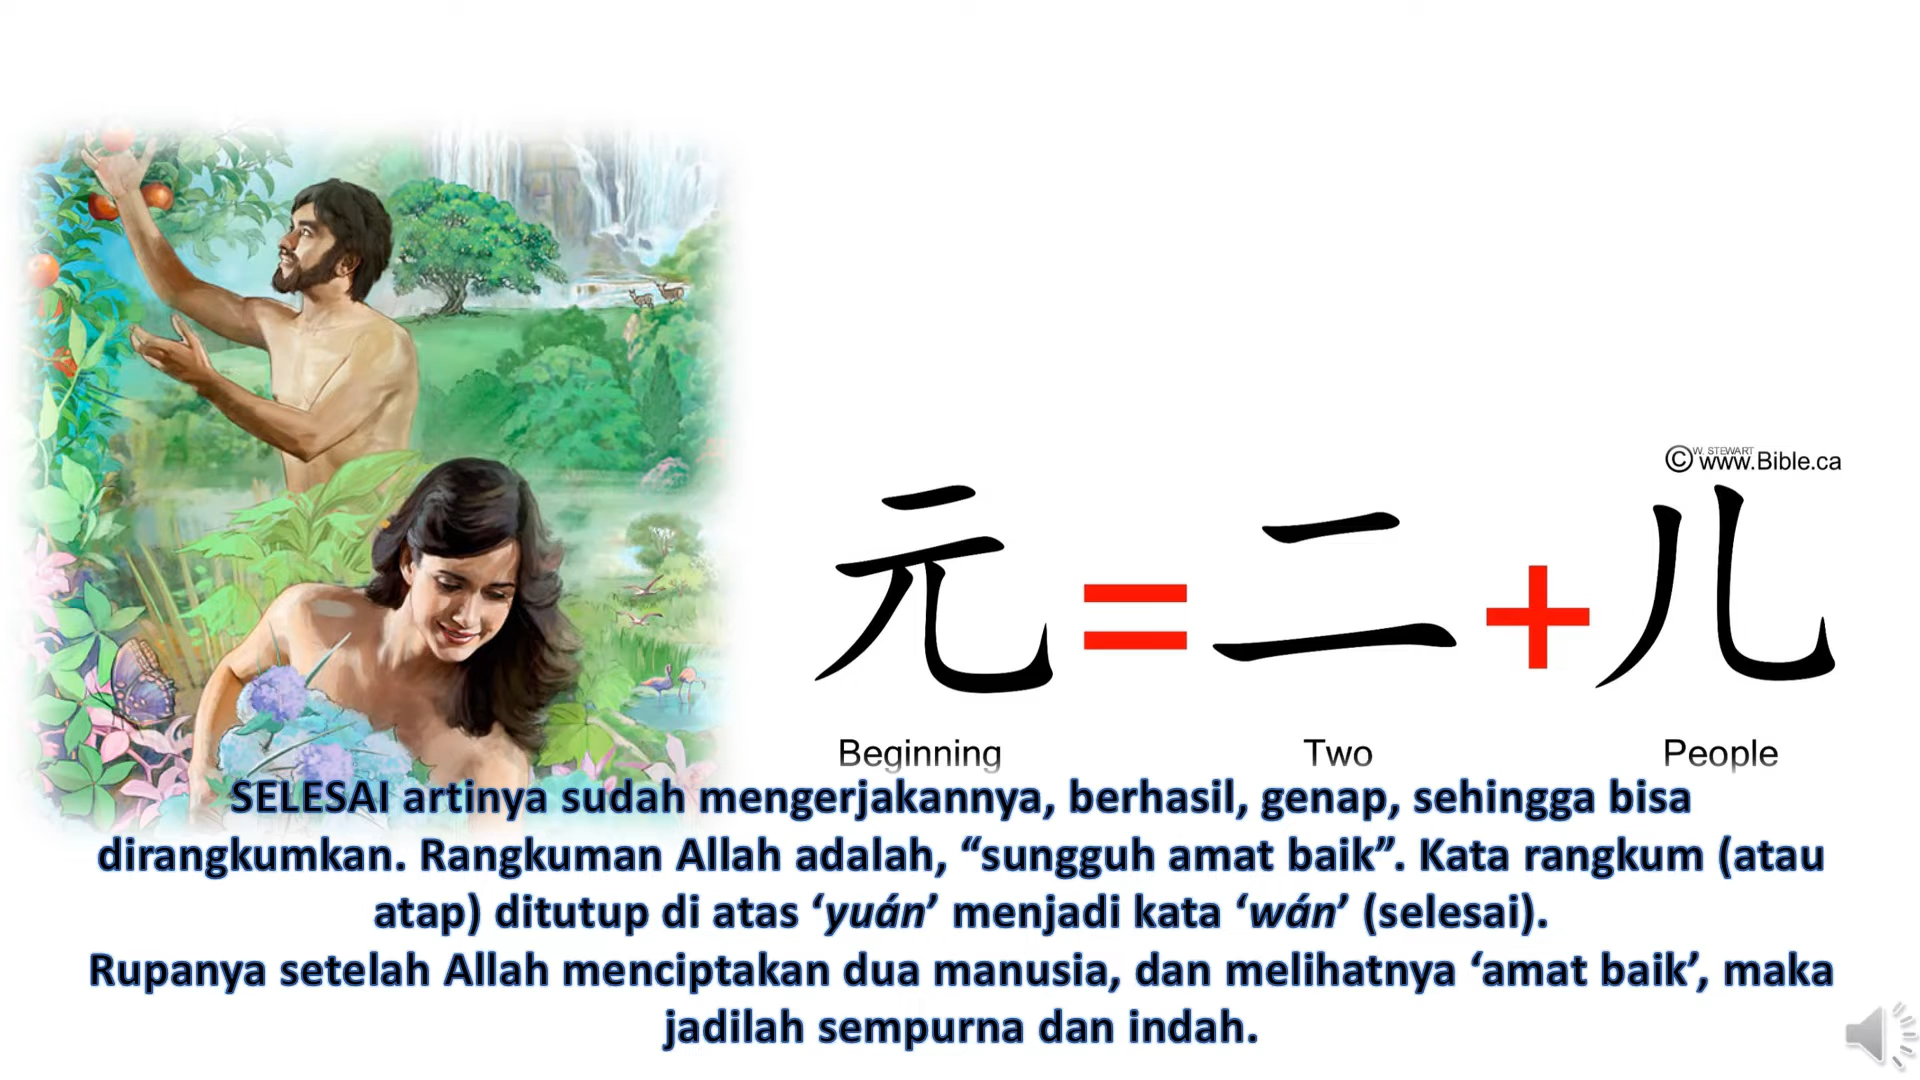 © W. STEWART
www.Bible.ca
元 = 二 + 儿
Beginning Two People
SELESAI artinya sudah mengerjakannya, berhasil, genap, sehingga bisa
dirangkumkan. Rangkuman Allah adalah, “sungguh amat baik”. Kata rangkum (atau
atap) ditutup di atas ‘yuán’ menjadi kata ‘wán’ (selesai).
Rupanya setelah Allah menciptakan dua manusia, dan melihatnya ‘amat baik’, maka
jadilah sempurna dan indah.